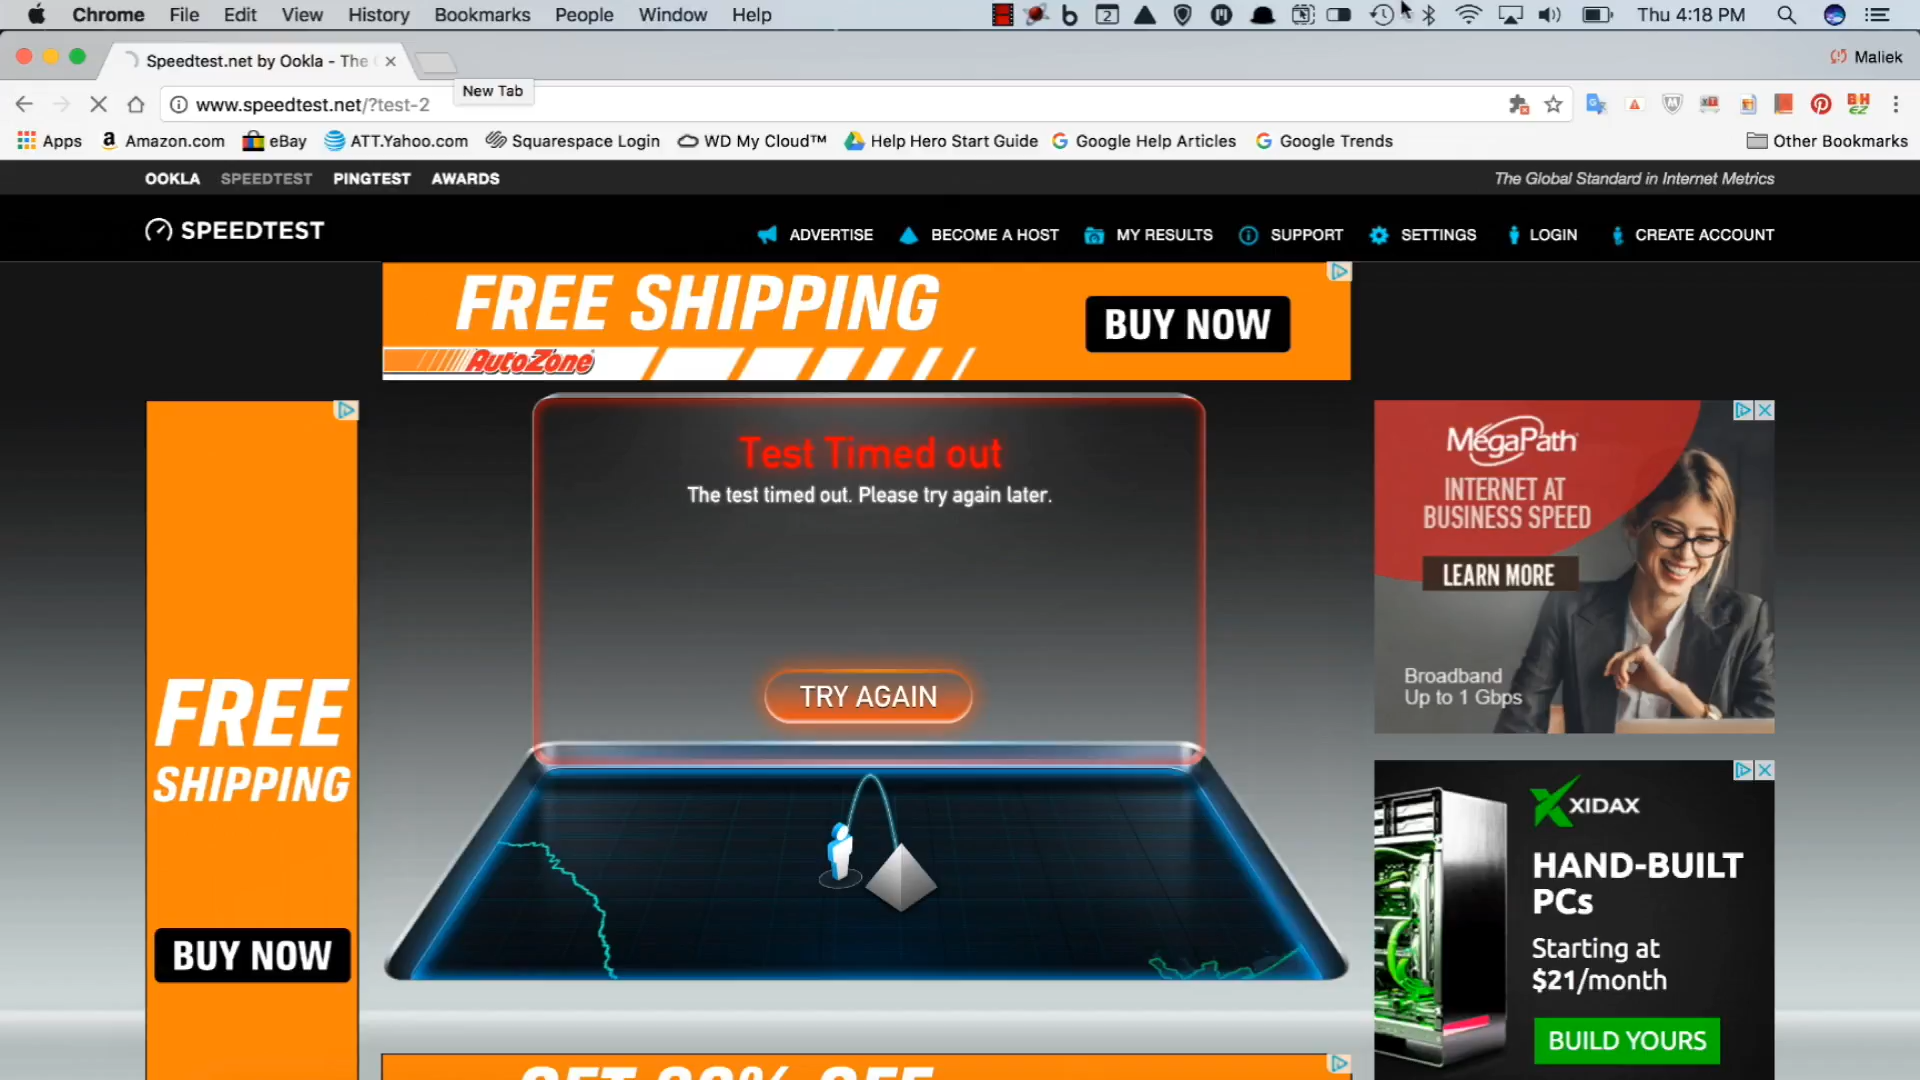 Chrome File Edit View History Bookmarks People Window Help
2
Thu 4:18 PM
Speedtest.net by Ookla - The
Maliek
New Tab
www.speedtest.net/?test-2
Apps Amazon.com eBay ATT.Yahoo.com Squarespace Login WD My Cloud™ Help Hero Start Guide Google Help Articles Google Trends Other Bookmarks
OOKLA SPEEDTEST PINGTEST AWARDS
The Global Standard in Internet Metrics
SPEEDTEST
ADVERTISE BECOME A HOST MY RESULTS SUPPORT SETTINGS LOGIN CREATE ACCOUNT
FREE SHIPPING
BUY NOW
AutoZone
Test Timed out
The test timed out. Please try again later.
TRY AGAIN
FREE
SHIPPING
BUY NOW
MegaPath
INTERNET AT
BUSINESS SPEED
LEARN MORE
Broadband
Up to 1 Gbps
XIDAX
HAND-BUILT
PCs
Starting at
$21/month
BUILD YOURS